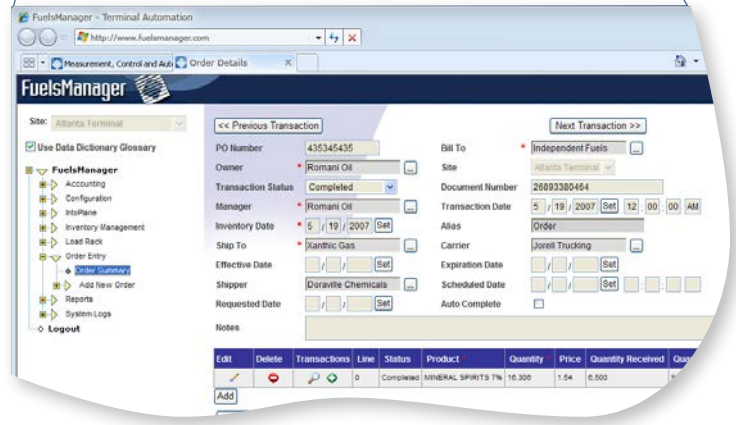 FuelsManager - Terminal Automation
http://www.fuelsmanager.com
Measurement, Control and Aut Order Details
FuelsManager
Site: Atlanta Terminal
Use Data Dictionary Glossary
FuelsManager
Accounting
Configuration
IntoPlane
Inventory Management
Load Rack
Order Entry
Order Summary
Add New Order
Reports
System Logs
Logout
<< Previous Transaction Next Transaction >>
PO Number 435345435 Bill To * Independent Fuels ...
Owner * Romani Oil ... Site Atlanta Terminal
Transaction Status Completed Document Number 26893380464
Manager * Romani Oil ... Transaction Date 5 / 19 / 2007 Set 12 : 00 : 00 AM
Inventory Date * 5 / 19 / 2007 Set Alias Order
Ship To * Xanthic Gas ... Carrier Jorell Trucking ...
Effective Date / / Set Expiration Date / / Set
Shipper Doraville Chemicals ... Scheduled Date / / Set : :
Requested Date / / Set Auto Complete
Notes
Edit Delete Transactions Line Status Product * Quantity * Price Quantity Received
0 Completed MINERAL SPIRITS 7% 16,306 1.54 6,500
Add